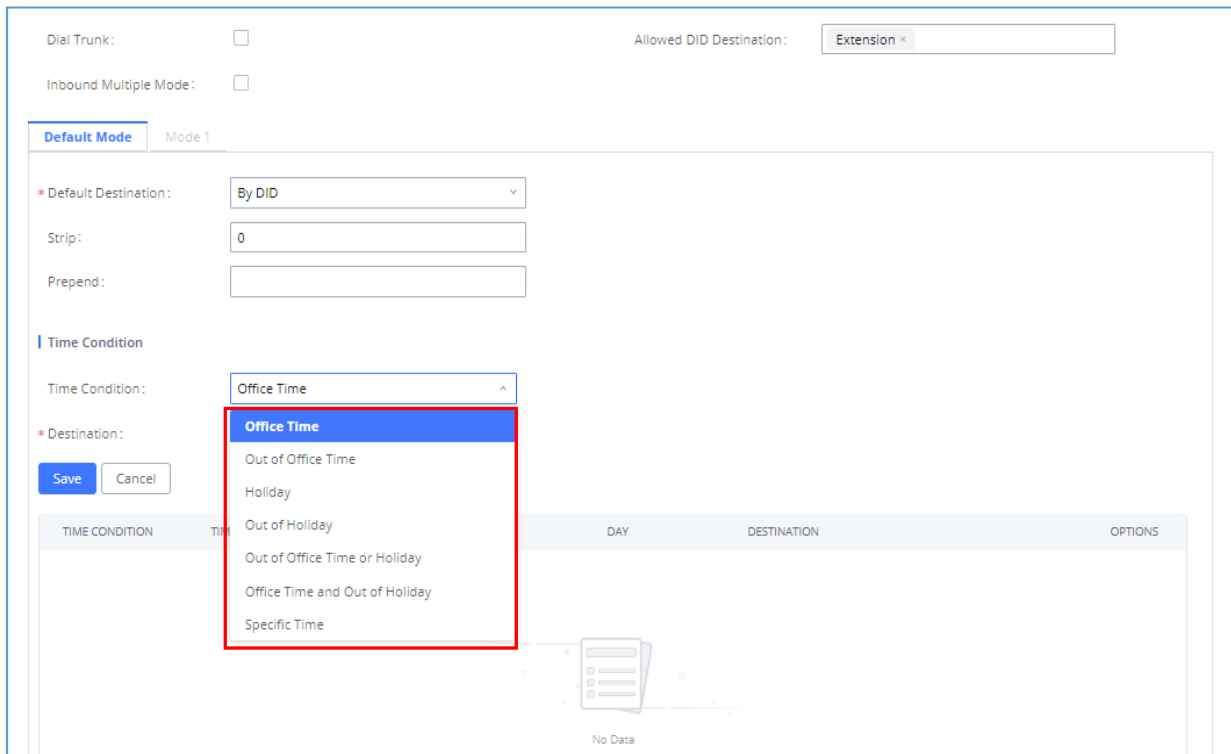 Dial Trunk: Allowed DID Destination: Extension ×
Inbound Multiple Mode:
Default Mode Mode 1
* Default Destination: By DID
Strip: 0
Prepend:
Time Condition
Time Condition: Office Time
Office Time
* Destination:
Out of Office Time
Save Cancel
Holiday
Out of Holiday
TIME CONDITION DAY DESTINATION OPTIONS
Out of Office Time or Holiday
Office Time and Out of Holiday
Specific Time
No Data